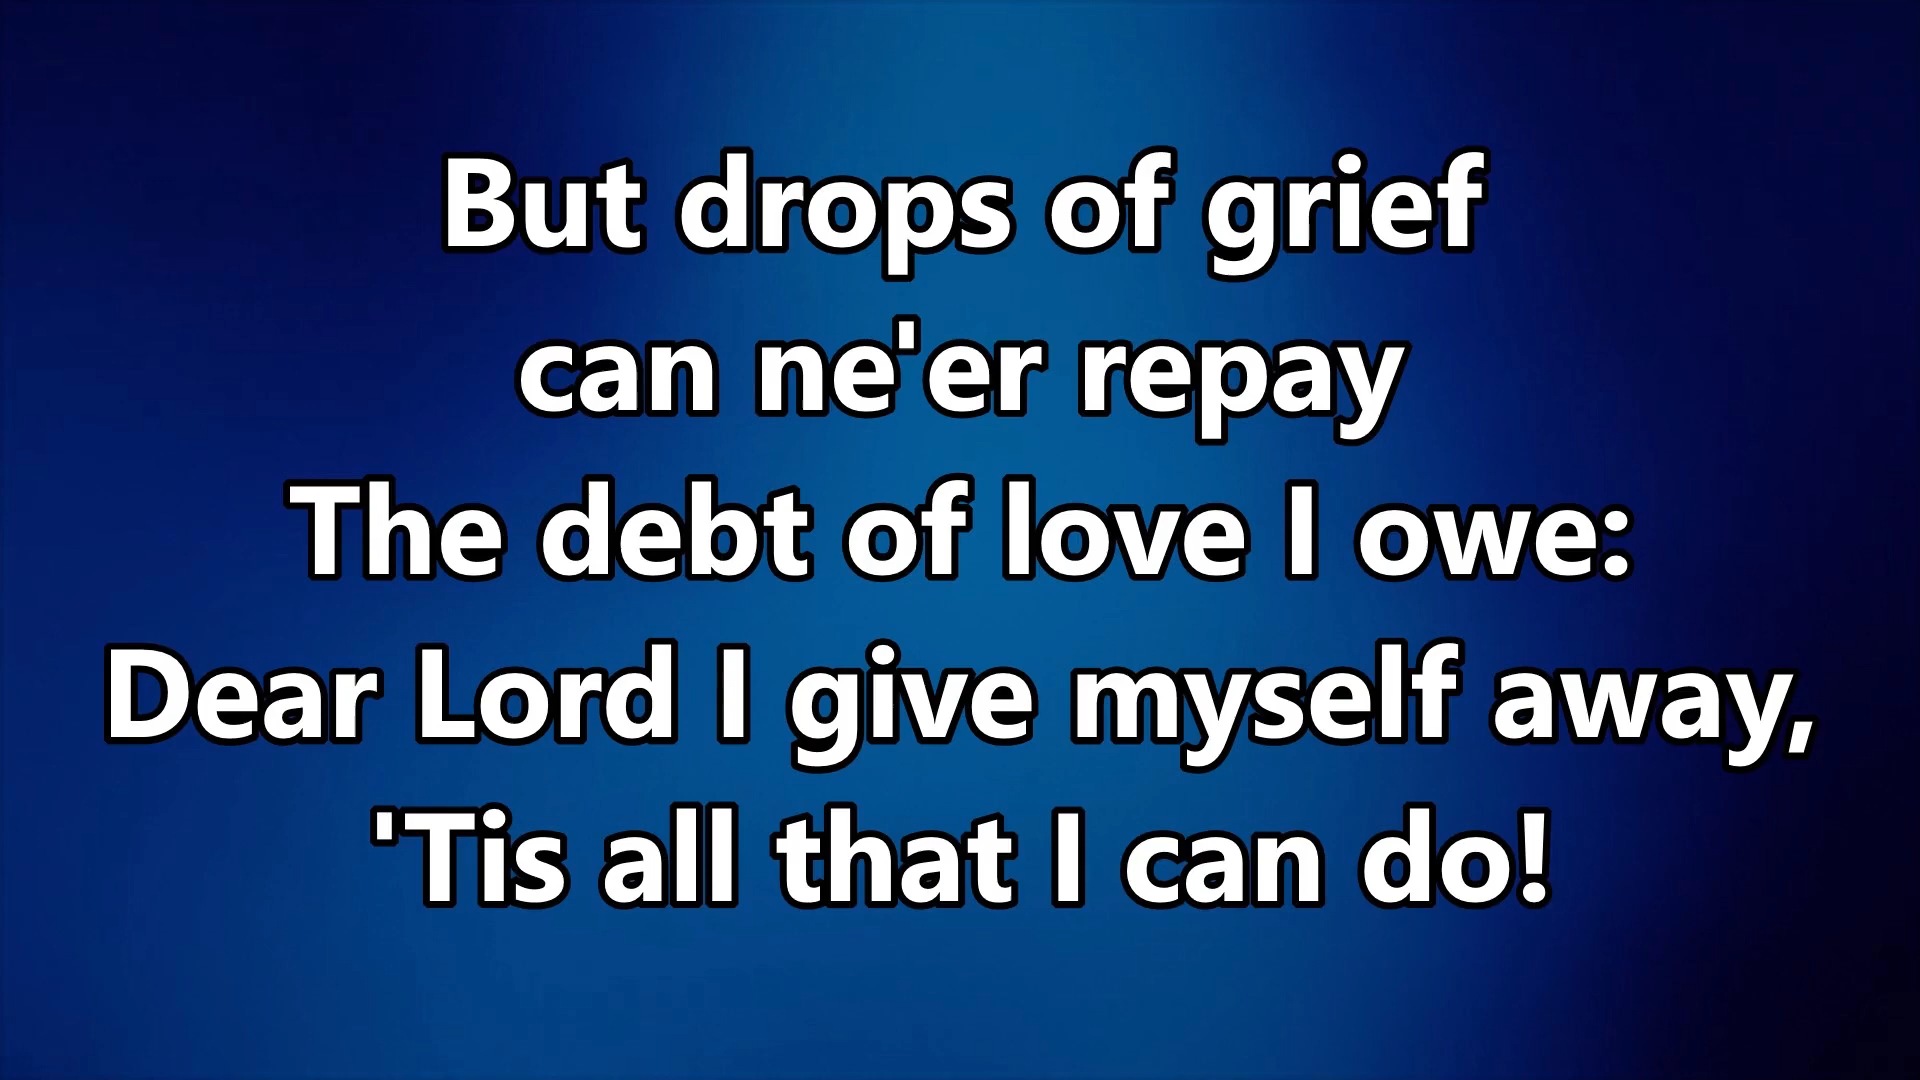 But drops of grief
can ne'er repay
The debt of love I owe:
Dear Lord I give myself away,
'Tis all that I can do!